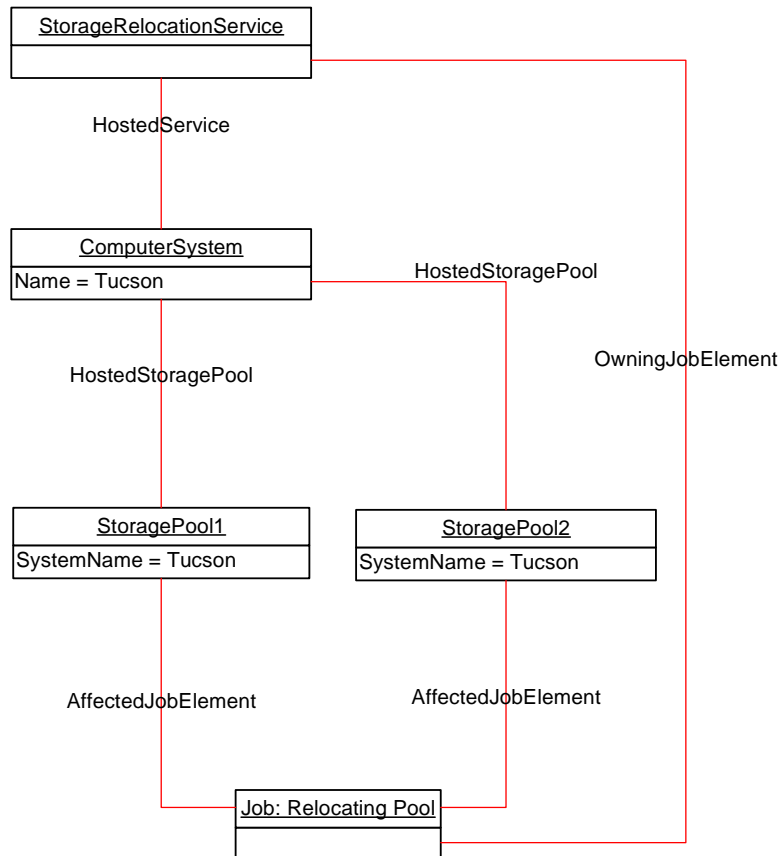 StorageRelocationService
HostedService
ComputerSystem
Name = Tucson
HostedStoragePool
OwningJobElement
HostedStoragePool
StoragePool1
SystemName = Tucson
StoragePool2
SystemName = Tucson
AffectedJobElement
AffectedJobElement
Job: Relocating Pool